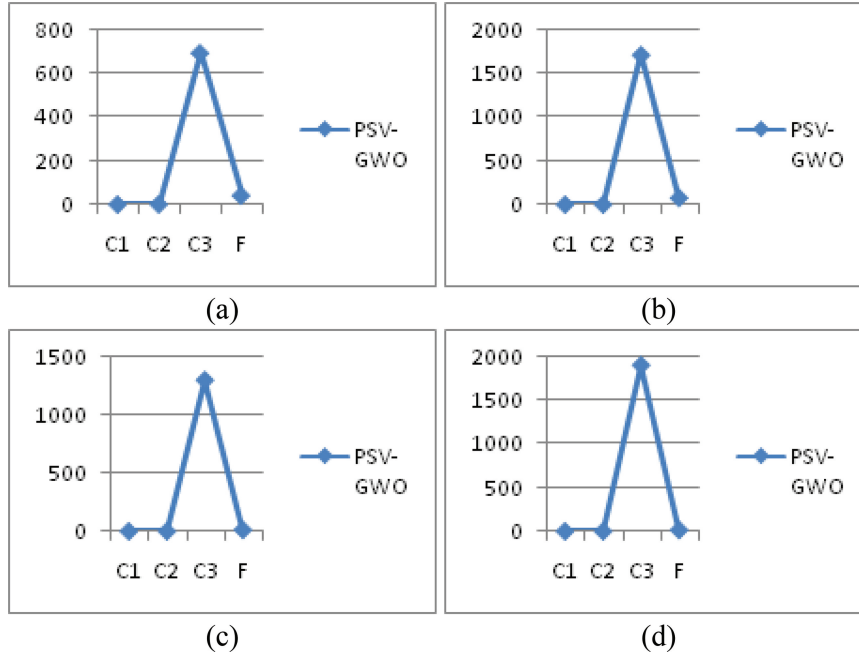 800
600
400
200
0
C1 C2 C3 F
PSV-
GWO
(a)
2000
1500
1000
500
0
C1 C2 C3 F
PSV-
GWO
(b)
1500
1000
500
0
C1 C2 C3 F
PSV-
GWO
(c)
2000
1500
1000
500
0
C1 C2 C3 F
PSV-
GWO
(d)